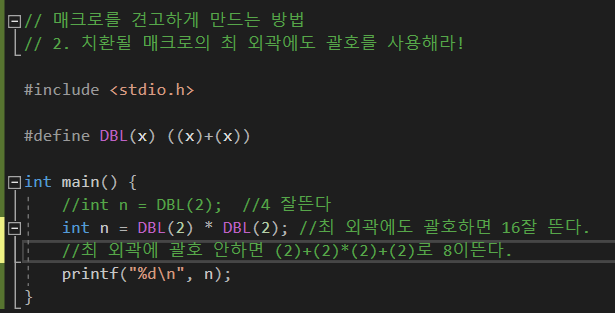 // 매크로를 견고하게 만드는 방법
// 2. 치환될 매크로의 최 외곽에도 괄호를 사용해라!
#include <stdio.h>
#define DBL(x) ((x)+(x))
int main() {
//int n = DBL(2);  //4 잘뜬다
int n = DBL(2) * DBL(2); //최 외곽에도 괄호하면 16잘 뜬다.
//최 외곽에 괄호 안하면 (2)+(2)*(2)+(2)로 8이뜬다.
printf("%d\n", n);
}